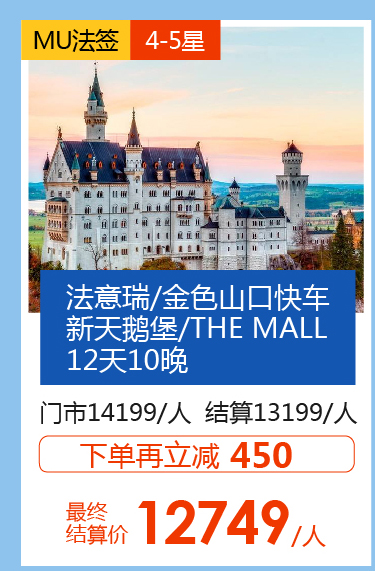 MU法签 4-5星
法意瑞/金色山口快车
新天鹅堡/THE MALL
12天10晚
门市14199/人 结算13199/人
下单再立减 450
最终
结算价 12749/人